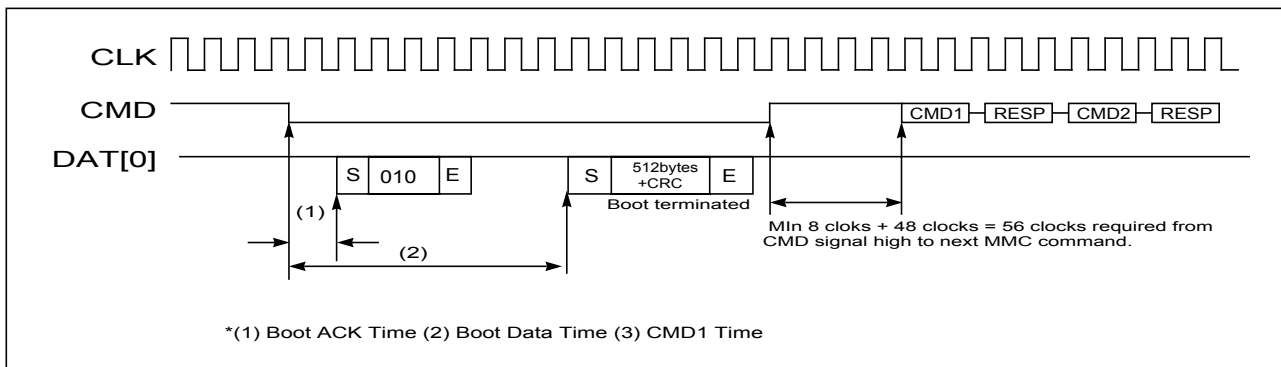 CLK
CMD
CMD1 RESP CMD2 RESP
DAT[0]
S 010 E
S 512bytes
+CRC E
Boot terminated
(1)
(2)
MIn 8 cloks + 48 clocks = 56 clocks required from
CMD signal high to next MMC command.
*(1) Boot ACK Time (2) Boot Data Time (3) CMD1 Time